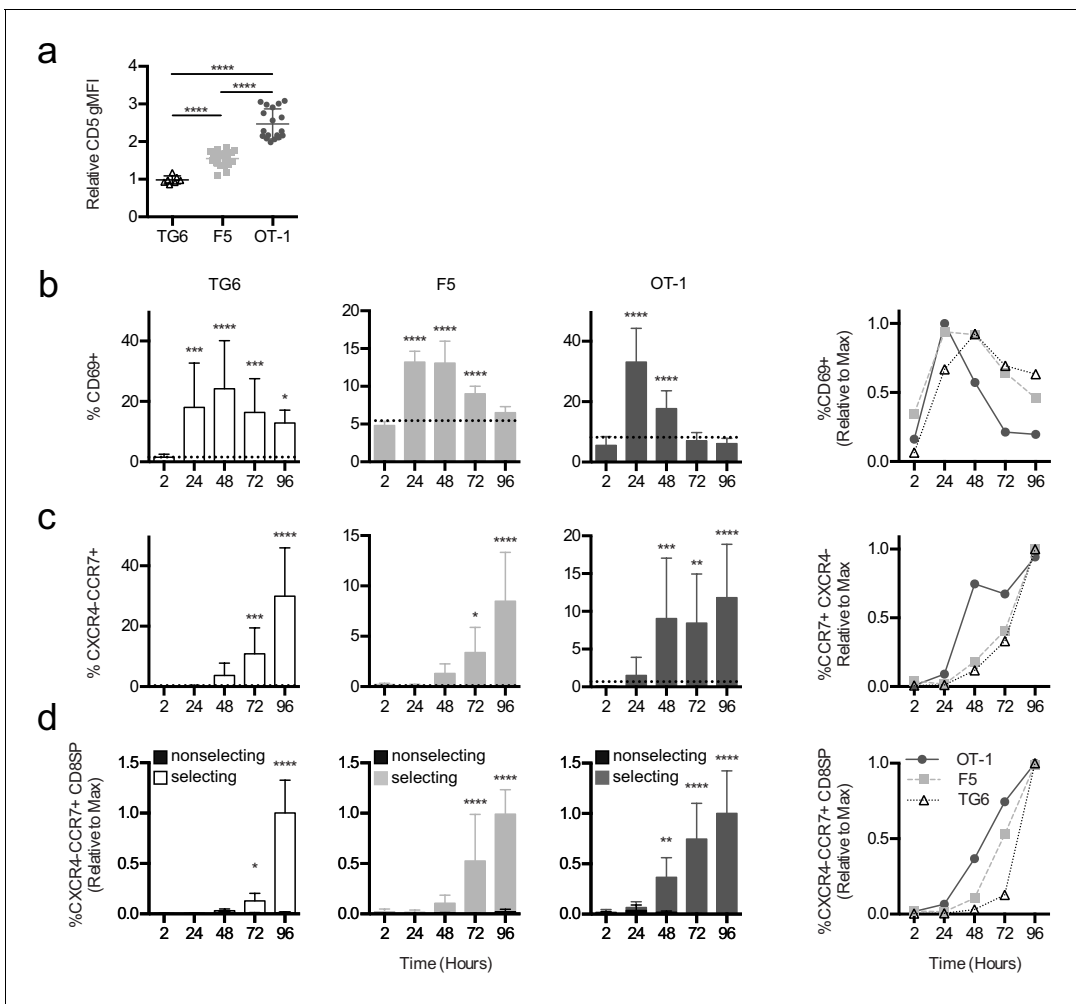 a
Relative CD5 gMFI
4
3
2
1
0
****
****
****
TG6 F5 OT-1
b
TG6
F5
OT-1
% CD69+
40
20
0
*** **** *** *
2 24 48 72 96
20
15
10
5
0
**** **** ****
2 24 48 72 96
40
20
0
**** ****
2 24 48 72 96
%CD69+
(Relative to Max)
1.0
0.5
0.0
2 24 48 72 96
c
% CXCR4-CCR7+
40
20
0
*** ****
2 24 48 72 96
15
10
5
0
* ****
2 24 48 72 96
20
15
10
5
0
*** ** ****
2 24 48 72 96
%CCR7+ CXCR4-
Relative to Max
1.0
0.5
0.0
2 24 48 72 96
d
%CXCR4-CCR7+ CD8SP
(Relative to Max)
1.5
1.0
0.5
0.0
nonselecting
selecting
* ****
2 24 48 72 96
1.5
1.0
0.5
0.0
nonselecting
selecting
**** ****
2 24 48 72 96
Time (Hours)
1.5
1.0
0.5
0.0
nonselecting
selecting
** **** ****
2 24 48 72 96
%CXCR4-CCR7+ CD8SP
(Relative to Max)
1.0
0.5
0.0
OT-1
F5
TG6
2 24 48 72 96
Time (Hours)